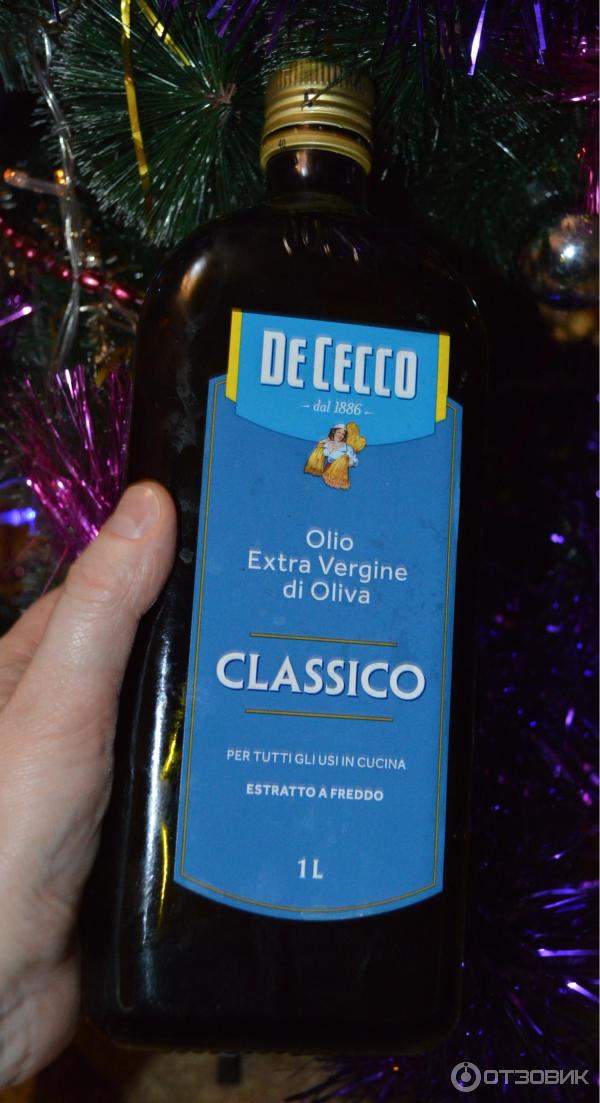 DE CECCO
dal 1886
Olio
Extra Vergine
di Oliva
CLASSICO
PER TUTTI GLI USI IN CUCINA
ESTRATTO A FREDDO
1 L
ОТЗОВИК